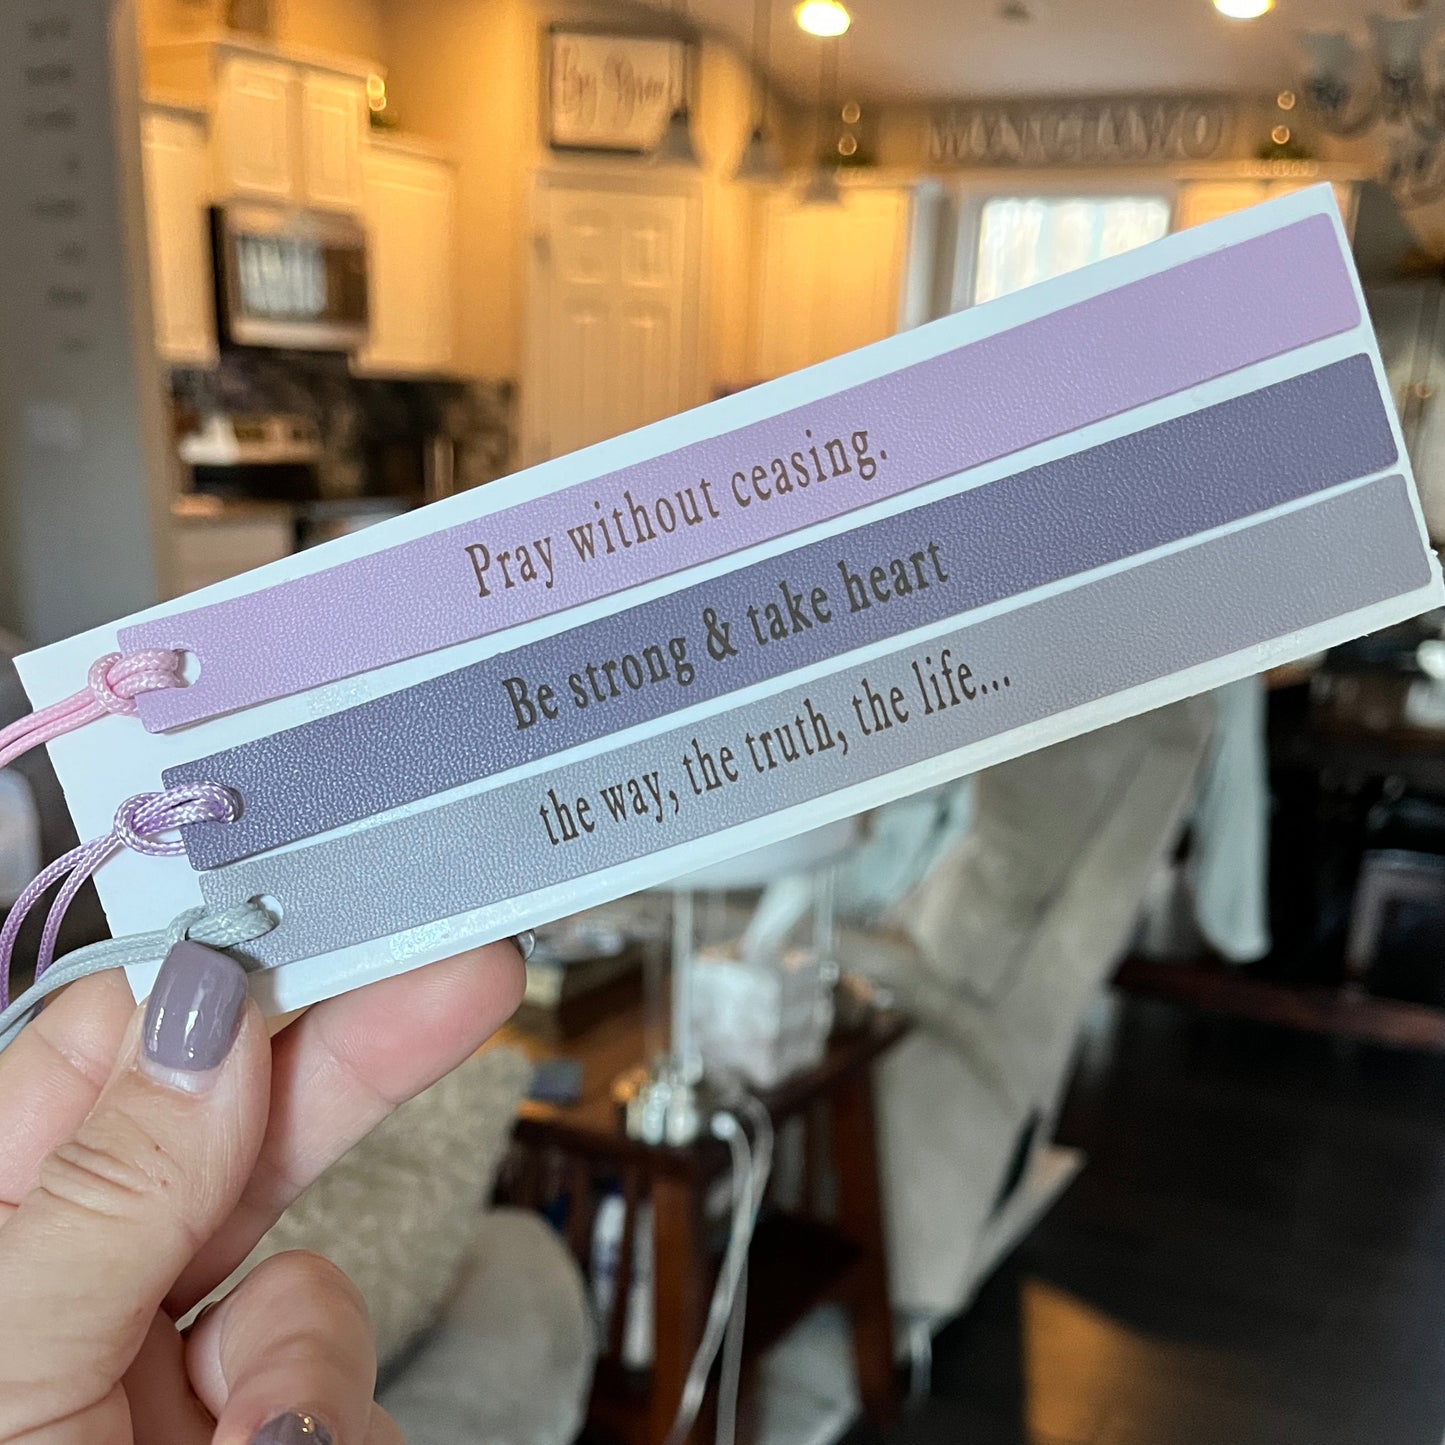 Pray without ceasing.
Be strong & take heart
the way, the truth, the life...